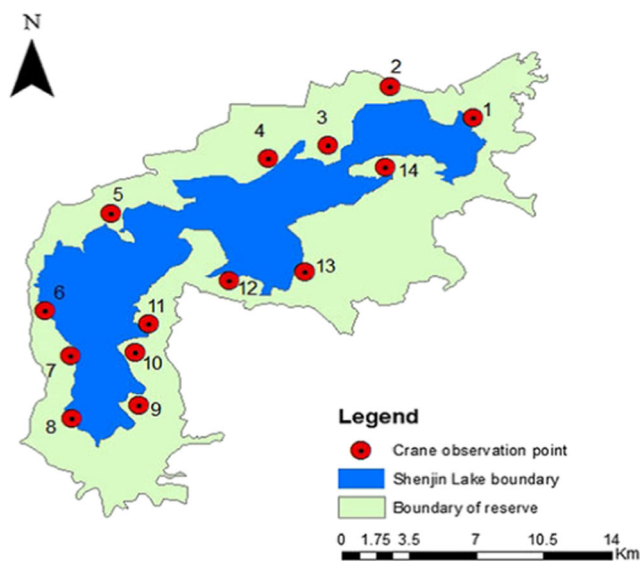 N
2
1
3
4
14
5
13
12
6
11
10
7
9
8
Legend
Crane observation point
Shenjin Lake boundary
Boundary of reserve
0 1.75 3.5 7 10.5 14
Km